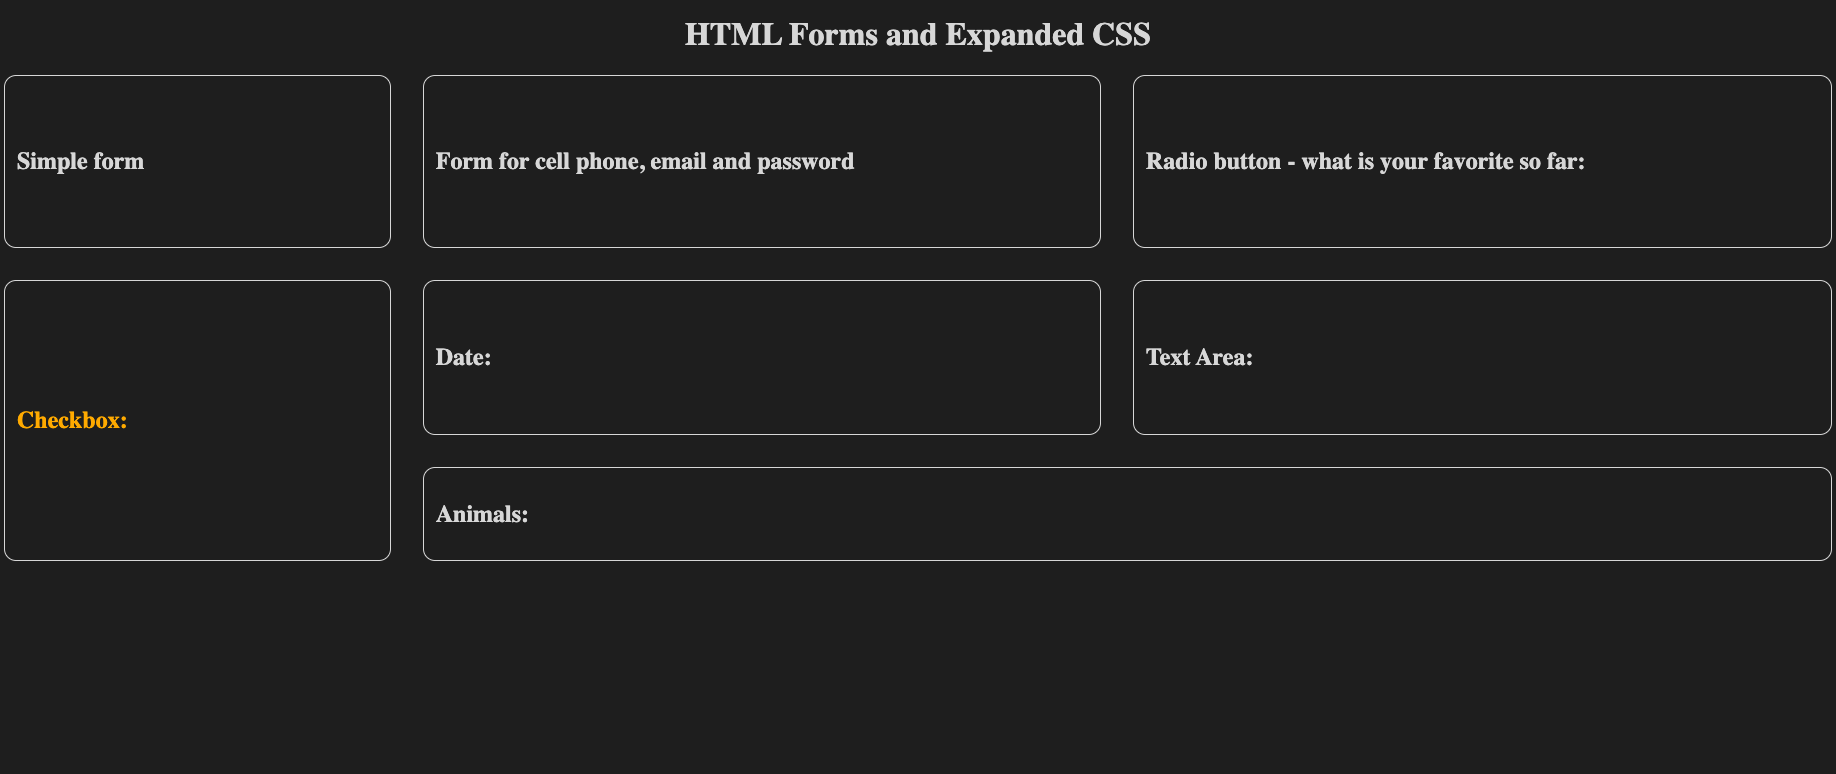 HTML Forms and Expanded CSS
Simple form
Form for cell phone, email and password
Radio button - what is your favorite so far:
Checkbox:
Date:
Text Area:
Animals: